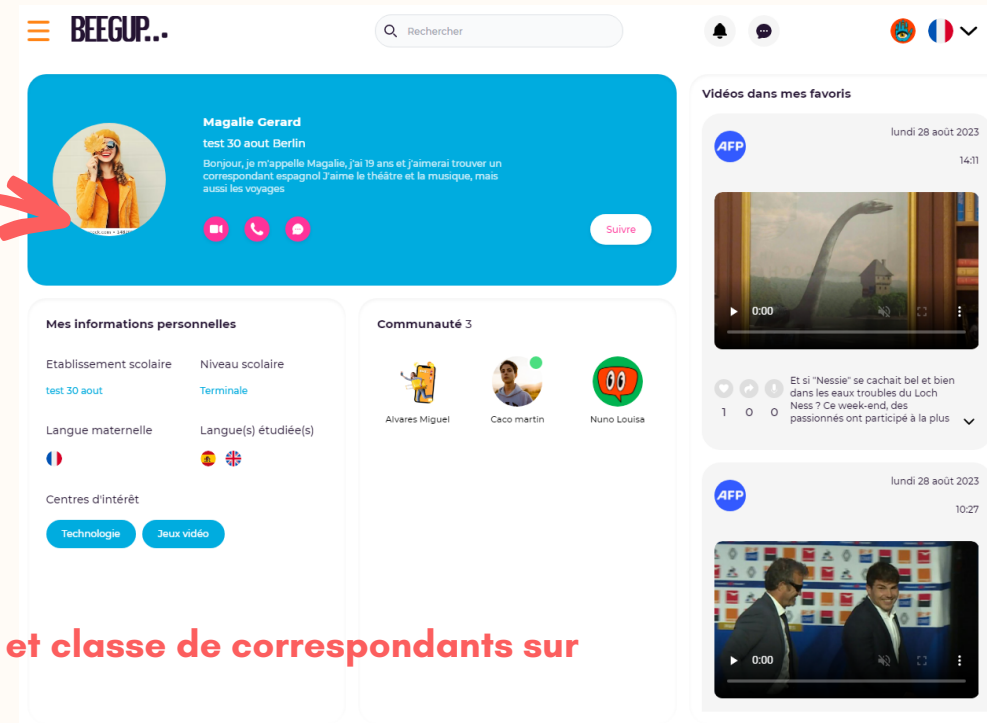 BEEGUP...
Rechercher
Magalie Gerard
test 30 aout Berlin
Bonjour, je m'appelle Magalie, j'ai 19 ans et j'aimerai trouver un
correspondant espagnol J'aime le théâtre et la musique, mais
aussi les voyages
Suivre
Mes informations personnelles
Etablissement scolaire
Niveau scolaire
test 30 aout
Terminale
Langue maternelle
Langue(s) étudiée(s)
Centres d'intérêt
Technologie
Jeux vidéo
Communauté 3
Alvares Miguel
Caco martin
Nuno Louisa
et classe de correspondants sur
Vidéos dans mes favoris
AFP
lundi 28 août 2023
14:11
0:00
Et si "Nessie" se cachait bel et bien
dans les eaux troubles du Loch
Ness ? Ce week-end, des
passionnés ont participé à la plus
1 0 0
AFP
lundi 28 août 2023
10:27
0:00